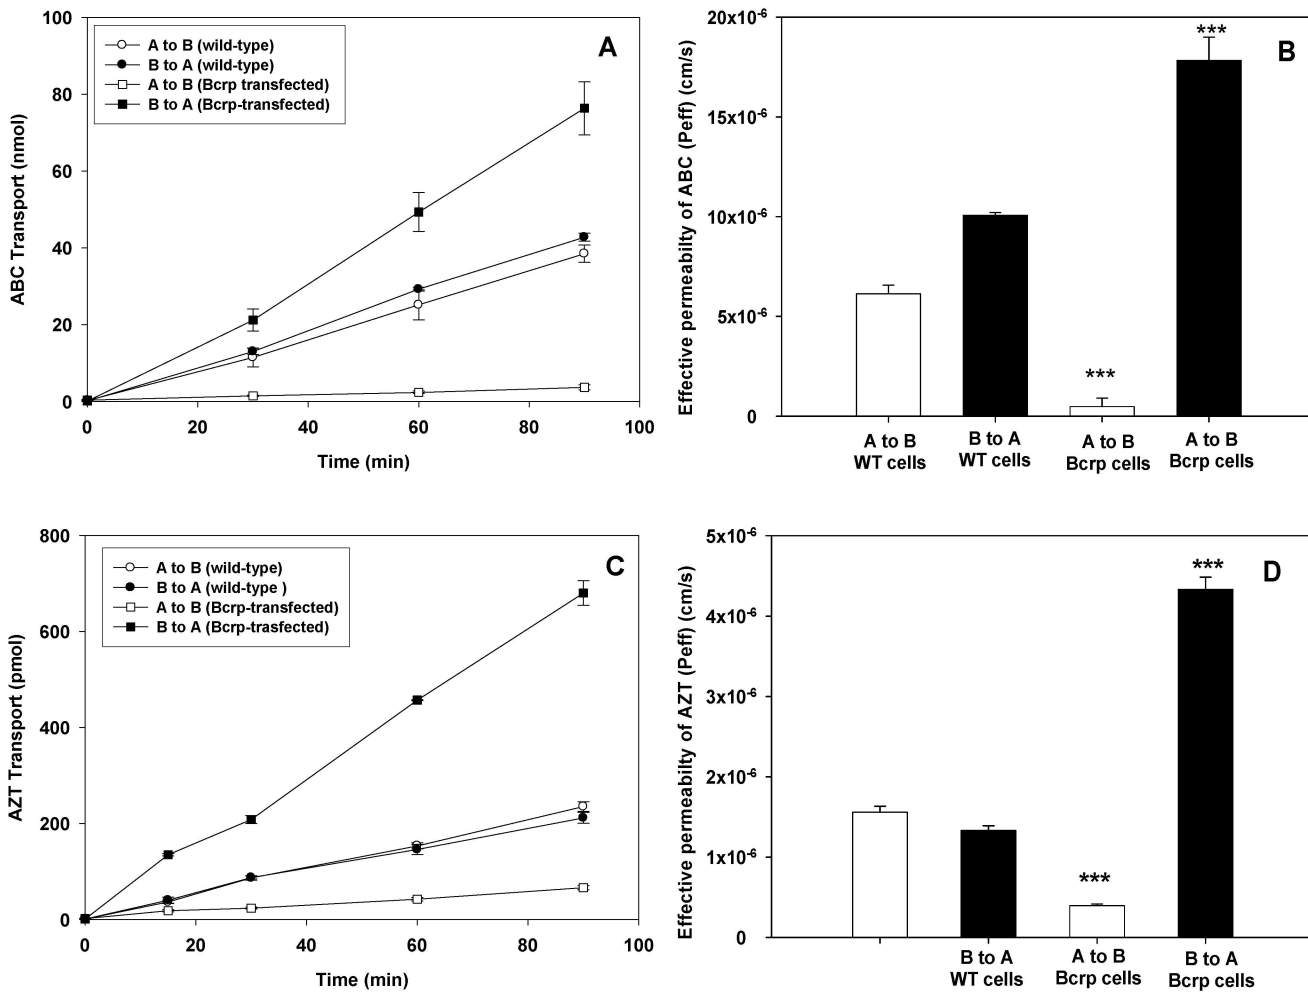 A
ABC Transport (nmol)
100
80
60
40
20
0
A to B (wild-type)
B to A (wild-type)
A to B (Bcrp transfected)
B to A (Bcrp-transfected)
0 20 40 60 80 100
Time (min)
B
Effective permeabilty of ABC (Peff) (cm/s)
20x10-6
15x10-6
10x10-6
5x10-6
0
***
***
A to B
WT cells
B to A
WT cells
A to B
Bcrp cells
A to B
Bcrp cells
C
AZT Transport (pmol)
800
600
400
200
0
A to B (wild-type)
B to A (wild-type )
A to B (Bcrp-transfected)
B to A (Bcrp-trasfected)
0 20 40 60 80 100
Time (min)
D
Effective permeabilty of AZT (Peff) (cm/s)
5x10-6
4x10-6
3x10-6
2x10-6
1x10-6
0
***
***
B to A
WT cells
A to B
Bcrp cells
B to A
Bcrp cells